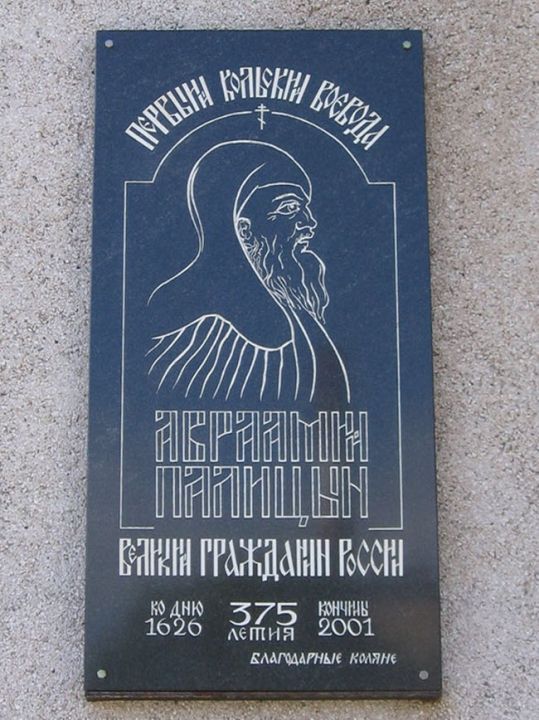 ПЕРВЫЙ КОЛЬСКИЙ ВОЕВОДА
АВРААМИЙ
ПАЛИЦЫН
ВЕЛИКИЙ ГРАЖДАНИН РОССИИ
КО ДНЮ 375 КОНЧИНЫ
1626 ЛЕТИЯ 2001
БЛАГОДАРНЫЕ КОЛЯНЕ